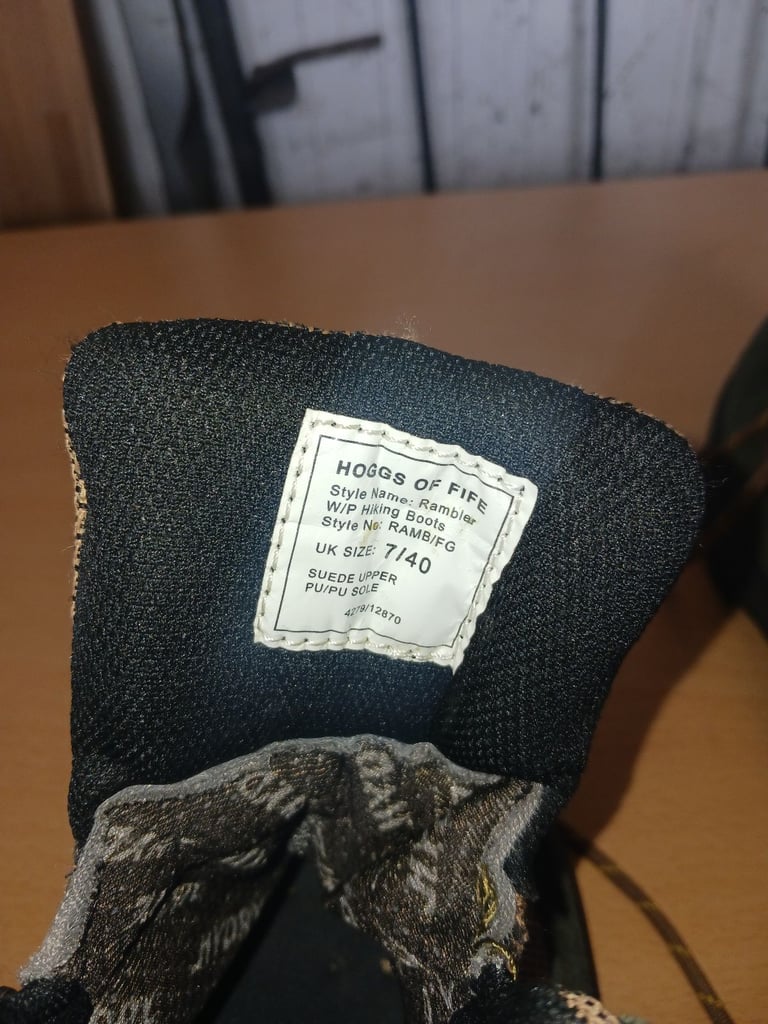 HOGGS OF FIFE
Style Name: Rambler
W/P Hiking Boots
Style No: RAMB/FG
UK SIZE: 7/40
SUEDE UPPER
PU/PU SOLE
4279/12870